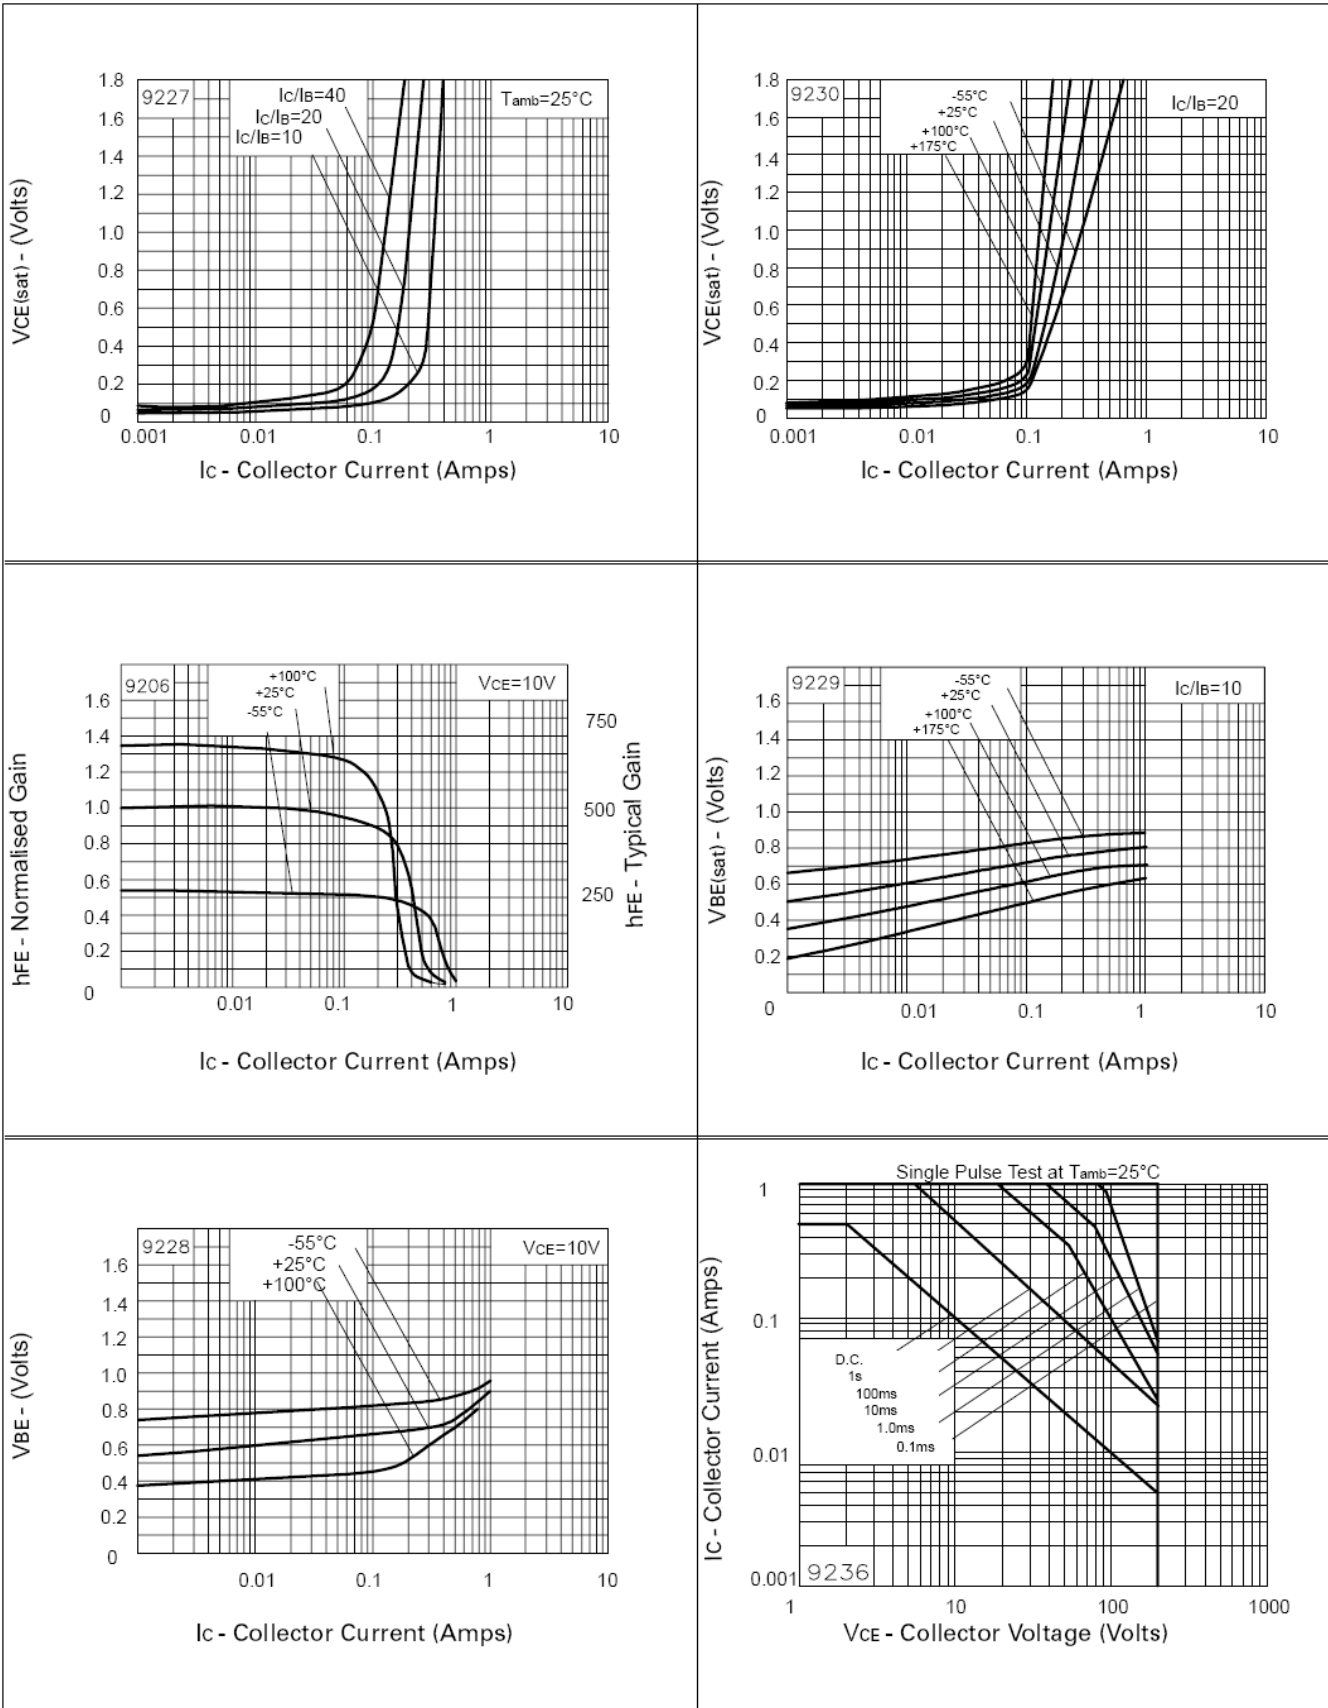 1.8
1.6
1.4
1.2
1.0
0.8
0.6
0.4
0.2
0
9227
IC/IB=40
IC/IB=20
IC/IB=10
Tamb=25°C
VCE(sat) - (Volts)
0.001 0.01 0.1 1 10
IC - Collector Current (Amps)
1.8
1.6
1.4
1.2
1.0
0.8
0.6
0.4
0.2
0
9230
-55°C
+25°C
+100°C
+175°C
IC/IB=20
VCE(sat) - (Volts)
0.001 0.01 0.1 1 10
IC - Collector Current (Amps)
1.6
1.4
1.2
1.0
0.8
0.6
0.4
0.2
0
9206
+100°C
+25°C
-55°C
VCE=10V
750
500
250
hFE - Normalised Gain
hFE - Typical Gain
0.01 0.1 1 10
IC - Collector Current (Amps)
1.6
1.4
1.2
1.0
0.8
0.6
0.4
0.2
0
9229
-55°C
+25°C
+100°C
+175°C
IC/IB=10
VBE(sat) - (Volts)
0.01 0.1 1 10
IC - Collector Current (Amps)
1.6
1.4
1.2
1.0
0.8
0.6
0.4
0.2
0
9228
-55°C
+25°C
+100°C
VCE=10V
VBE - (Volts)
0.01 0.1 1 10
IC - Collector Current (Amps)
Single Pulse Test at Tamb=25°C
1
0.1
0.01
0.001
D.C.
1s
100ms
10ms
1.0ms
0.1ms
9236
IC - Collector Current (Amps)
1 10 100 1000
VCE - Collector Voltage (Volts)